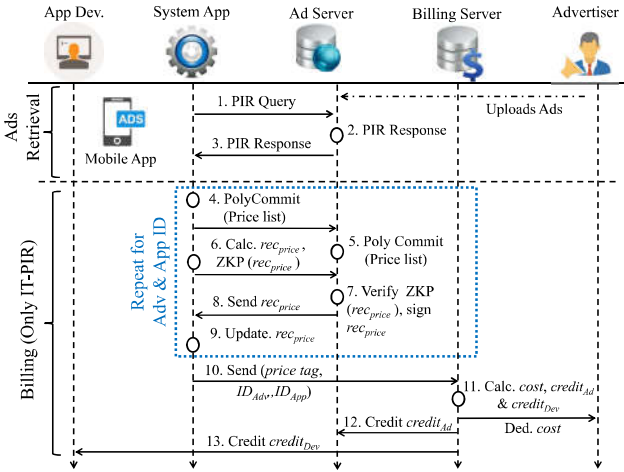 App Dev.
System App
Ad Server
Billing Server
Advertiser
Ads
Retrieval
ADS
Mobile App
1. PIR Query
Uploads Ads
2. PIR Response
3. PIR Response
Billing (Only IT-PIR)
Repeat for
Adv & App ID
4. PolyCommit
(Price list)
5. Poly Commit
(Price list)
6. Calc. rec_price ,
ZKP (rec_price )
7. Verify ZKP
(rec_price ), sign
rec_price
8. Send rec_price
9. Update. rec_price
10. Send (price tag,
ID_Adv,,ID_App)
11. Calc. cost, credit_Ad
& credit_Dev
Ded. cost
12. Credit credit_Ad
13. Credit credit_Dev
$